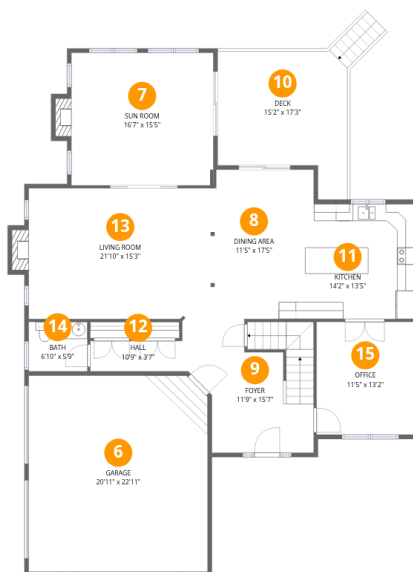 7
SUN ROOM
16'7" x 15'5"
10
DECK
15'2" x 17'3"
13
LIVING ROOM
21'10" x 15'3"
8
DINING AREA
11'5" x 17'5"
11
KITCHEN
14'2" x 13'5"
14
BATH
6'10" x 5'9"
12
HALL
10'9" x 3'7"
9
FOYER
11'9" x 15'7"
15
OFFICE
11'5" x 13'2"
6
GARAGE
20'11" x 22'11"